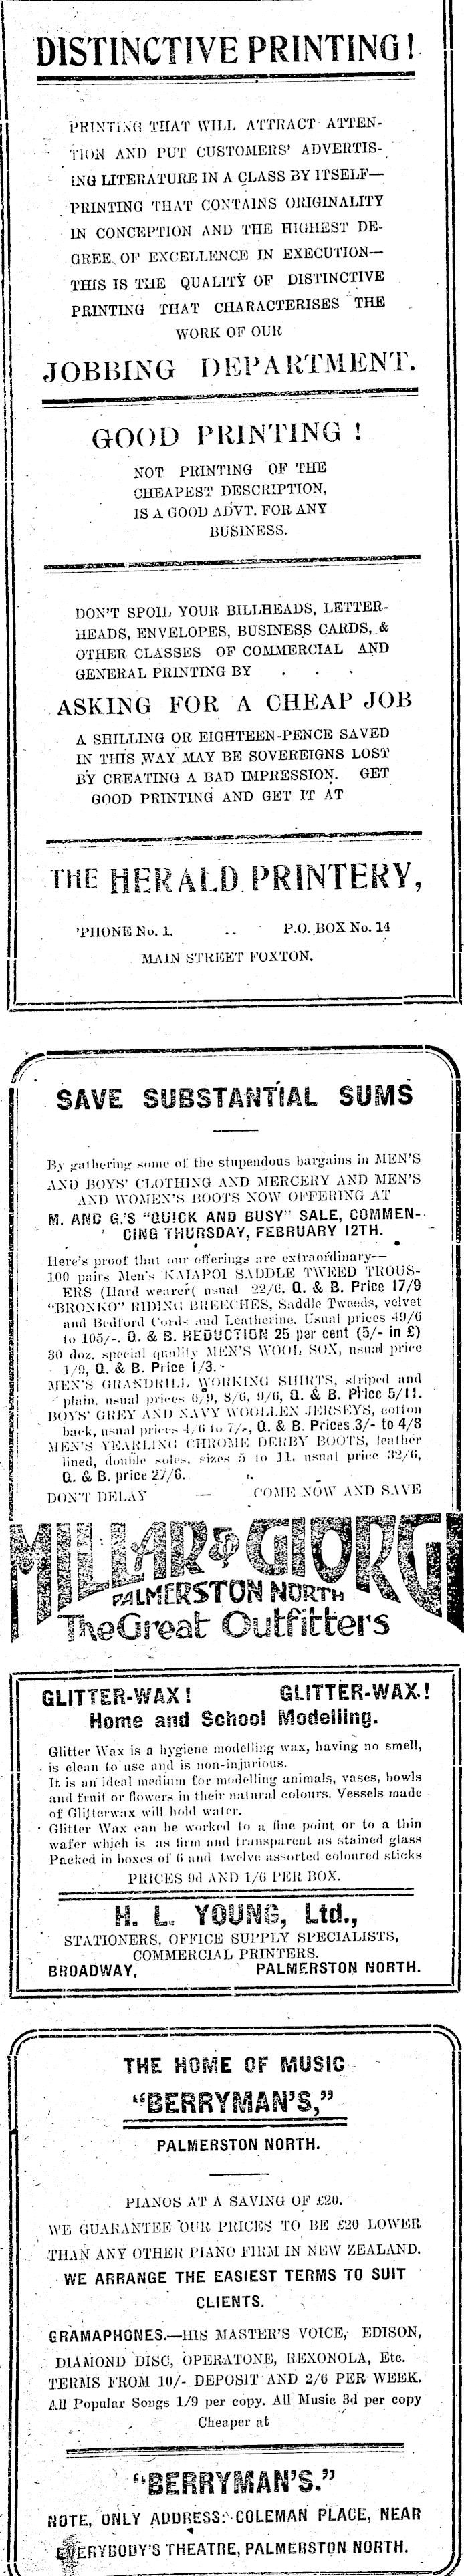 DISTINCTIVE PRINTING!
PRINTING THAT WILL ATTRACT ATTEN-
TION AND PUT CUSTOMERS' ADVERTIS-
ING LITERATURE IN A CLASS BY ITSELF—
PRINTING THAT CONTAINS ORIGINALITY
IN CONCEPTION AND THE HIGHEST DE-
GREE OF EXCELLENCE IN EXECUTION—
THIS IS THE QUALITY OF DISTINCTIVE
PRINTING THAT CHARACTERISES THE
WORK OF OUR
JOBBING DEPARTMENT.
GOOD PRINTING !
NOT PRINTING OF THE
CHEAPEST DESCRIPTION,
IS A GOOD ADVT. FOR ANY
BUSINESS.
DON'T SPOIL YOUR BILLHEADS, LETTER-
HEADS, ENVELOPES, BUSINESS CARDS, &
OTHER CLASSES OF COMMERCIAL AND
GENERAL PRINTING BY . . .
ASKING FOR A CHEAP JOB
A SHILLING OR EIGHTEEN-PENCE SAVED
IN THIS WAY MAY BE SOVEREIGNS LOST
BY CREATING A BAD IMPRESSION. GET
GOOD PRINTING AND GET IT AT
THE HERALD PRINTERY,
'PHONE No. 1. .. P.O. BOX No. 14
MAIN STREET FOXTON.
SAVE SUBSTANTIAL SUMS
By gathering some of the stupendous bargains in MEN'S
AND BOYS' CLOTHING AND MERCERY AND MEN'S
AND WOMEN'S BOOTS NOW OFFERING AT
M. AND G.'S "QUICK AND BUSY" SALE, COMMEN-
CING THURSDAY, FEBRUARY 12TH.
Here's proof that our offerings are extraordinary—
100 pairs Men's KAIAPOI SADDLE TWEED TROUS-
ERS (Hard wearer( usual 22/6, Q. & B. Price 17/9
"BRONKO" RIDING BREECHES, Saddle Tweeds, velvet
and Bedford Cords and Leatherine. Usual prices 49/6
to 105/-. Q. & B. REDUCTION 25 per cent (5/- in £)
30 doz. special quality MEN'S WOOL SOX, usual price
1/9, Q. & B. Price 1/3.
MEN'S GRANDRILL WORKING SHIRTS, striped and
plain. usual prices 6/9, 8/6, 9/6, Q. & B. Price 5/11.
BOYS' GREY AND NAVY WOOLLEN JERSEYS, cotton
back, usual prices 4/6 to 7/-, Q. & B. Prices 3/- to 4/8
MEN'S YEARLING CHROME DERBY BOOTS, leather
lined, double soles, sizes 5 to 11, usual price 32/6,
Q. & B. price 27/6.
DON'T DELAY — COME NOW AND SAVE
MILLAR & GIORGI
PALMERSTON NORTH
The Great Outfitters
GLITTER-WAX! GLITTER-WAX!
Home and School Modelling.
Glitter Wax is a hygiene modelling wax, having no smell,
is clean to use and is non-injurious.
It is an ideal medium for modelling animals, vases, bowls
and fruit or flowers in their natural colours. Vessels made
of Glitterwax will hold water.
Glitter Wax can be worked to a fine point or to a thin
wafer which is as firm and transparent as stained glass
Packed in boxes of 6 and twelve assorted coloured sticks
PRICES 9d AND 1/6 PER BOX.
H. L. YOUNG, Ltd.,
STATIONERS, OFFICE SUPPLY SPECIALISTS,
COMMERCIAL PRINTERS.
BROADWAY, PALMERSTON NORTH.
THE HOME OF MUSIC
"BERRYMAN'S,"
PALMERSTON NORTH.
PIANOS AT A SAVING OF £20.
WE GUARANTEE OUR PRICES TO BE £20 LOWER
THAN ANY OTHER PIANO FIRM IN NEW ZEALAND.
WE ARRANGE THE EASIEST TERMS TO SUIT
CLIENTS.
GRAMAPHONES.—HIS MASTER'S VOICE, EDISON,
DIAMOND DISC, OPERATONE, REXONOLA, Etc.
TERMS FROM 10/- DEPOSIT AND 2/6 PER WEEK.
All Popular Songs 1/9 per copy. All Music 3d per copy
Cheaper at
"BERRYMAN'S."
NOTE, ONLY ADDRESS: COLEMAN PLACE, NEAR
EVERYBODY'S THEATRE, PALMERSTON NORTH.